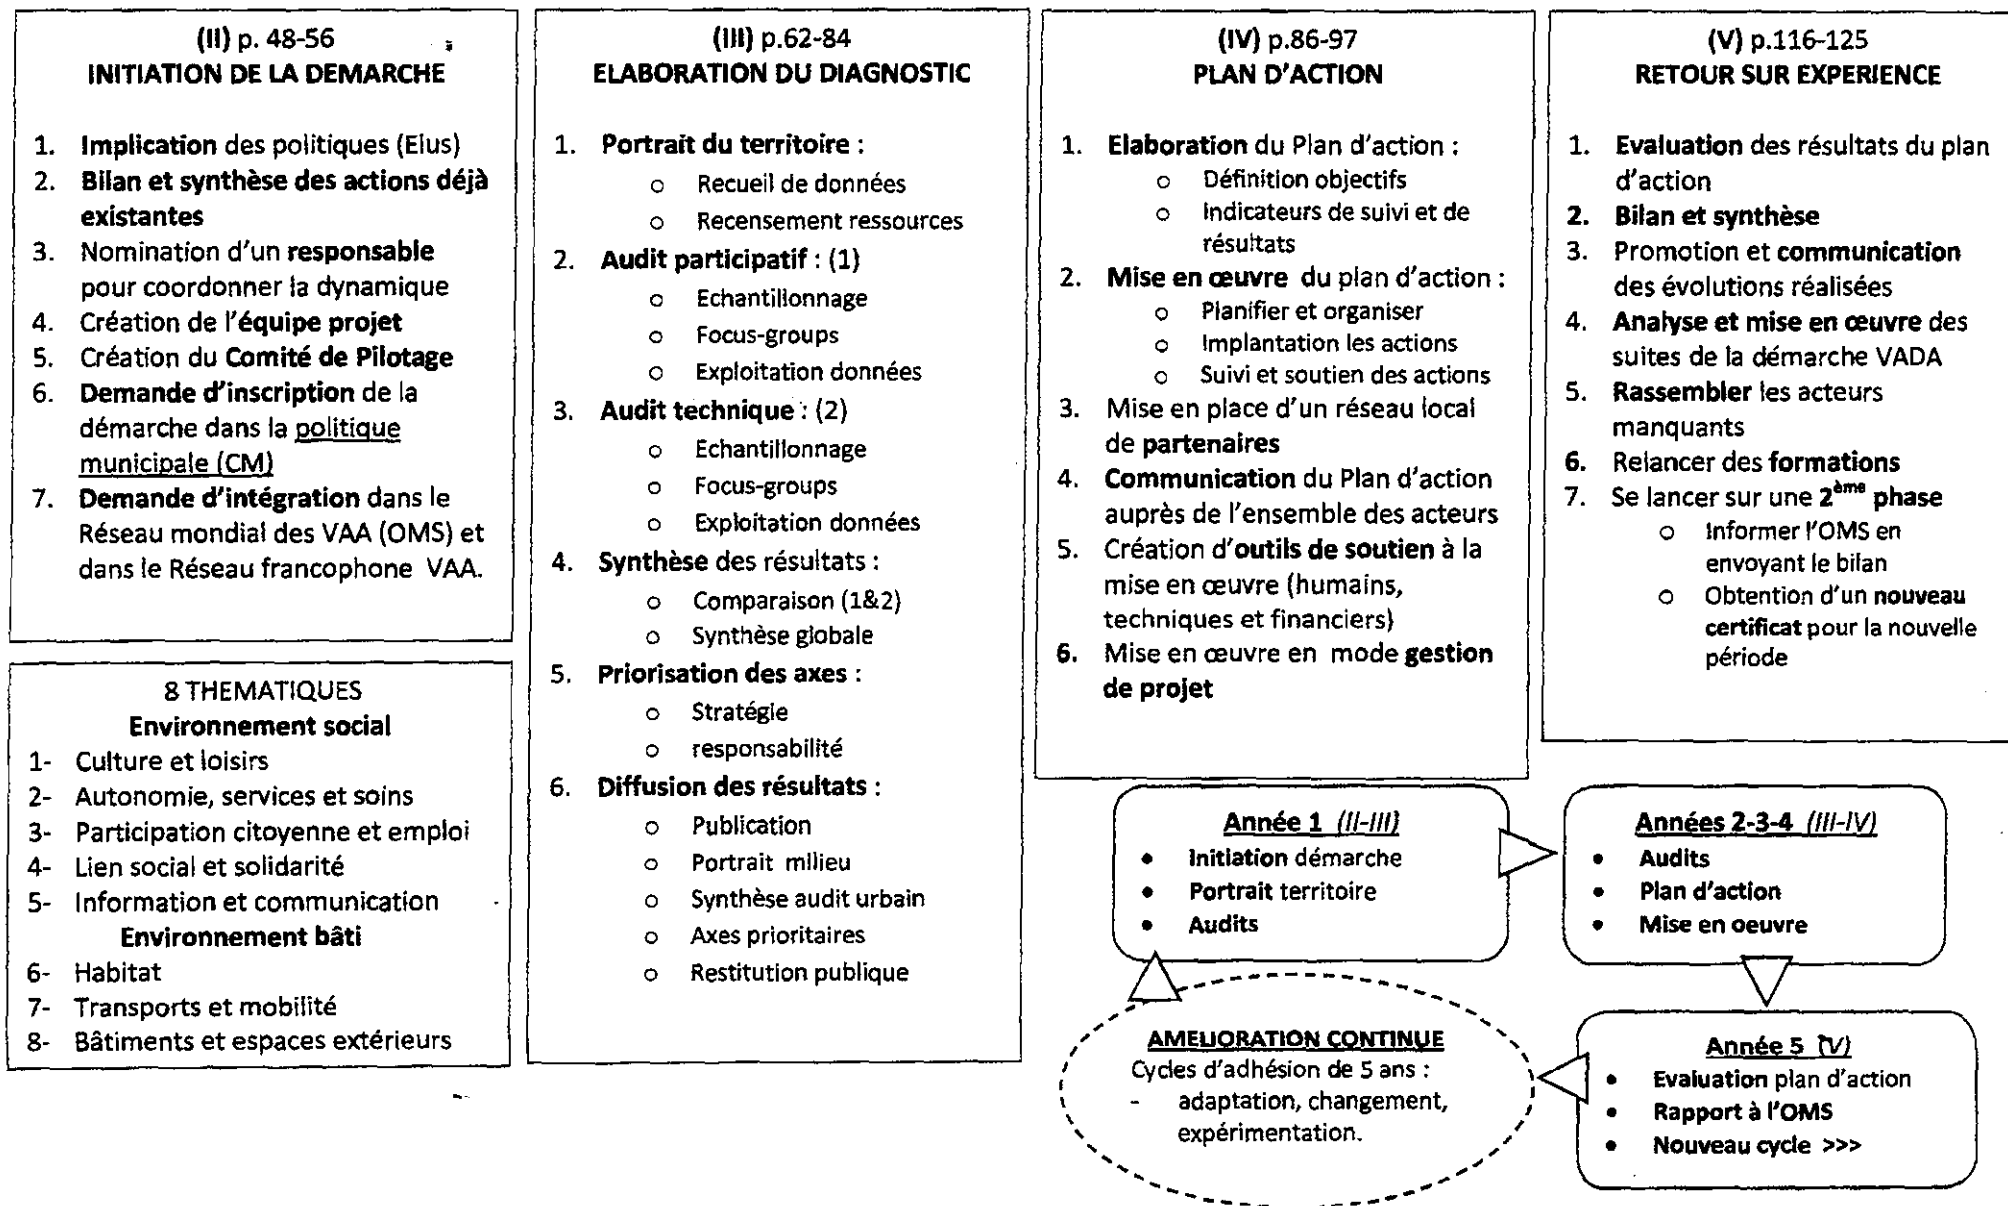 (II) p. 48-56
INITIATION DE LA DEMARCHE
1. Implication des politiques (Elus)
2. Bilan et synthèse des actions déjà
existantes
3. Nomination d'un responsable
pour coordonner la dynamique
4. Création de l'équipe projet
5. Création du Comité de Pilotage
6. Demande d'inscription de la
démarche dans la politique
municipale (CM)
7. Demande d'intégration dans le
Réseau mondial des VAA (OMS) et
dans le Réseau francophone VAA.
8 THEMATIQUES
Environnement social
1- Culture et loisirs
2- Autonomie, services et soins
3- Participation citoyenne et emploi
4- Lien social et solidarité
5- Information et communication
Environnement bâti
6- Habitat
7- Transports et mobilité
8- Bâtiments et espaces extérieurs
(III) p.62-84
ELABORATION DU DIAGNOSTIC
1. Portrait du territoire :
o Recueil de données
o Recensement ressources
2. Audit participatif : (1)
o Echantillonnage
o Focus-groups
o Exploitation données
3. Audit technique : (2)
o Echantillonnage
o Focus-groups
o Exploitation données
4. Synthèse des résultats :
o Comparaison (1&2)
o Synthèse globale
5. Priorisation des axes :
o Stratégie
o responsabilité
6. Diffusion des résultats :
o Publication
o Portrait milieu
o Synthèse audit urbain
o Axes prioritaires
o Restitution publique
(IV) p.86-97
PLAN D'ACTION
1. Elaboration du Plan d'action :
o Définition objectifs
o Indicateurs de suivi et de
résultats
2. Mise en œuvre du plan d'action :
o Planifier et organiser
o Implantation les actions
o Suivi et soutien des actions
3. Mise en place d'un réseau local
de partenaires
4. Communication du Plan d'action
auprès de l'ensemble des acteurs
5. Création d'outils de soutien à la
mise en œuvre (humains,
techniques et financiers)
6. Mise en œuvre en mode gestion
de projet
(V) p.116-125
RETOUR SUR EXPERIENCE
1. Evaluation des résultats du plan
d'action
2. Bilan et synthèse
3. Promotion et communication
des évolutions réalisées
4. Analyse et mise en œuvre des
suites de la démarche VADA
5. Rassembler les acteurs
manquants
6. Relancer des formations
7. Se lancer sur une 2ème phase
o Informer l'OMS en
envoyant le bilan
o Obtention d'un nouveau
certificat pour la nouvelle
période
Année 1 (II-III)
• Initiation démarche
• Portrait territoire
• Audits
Années 2-3-4 (III-IV)
• Audits
• Plan d'action
• Mise en oeuvre
Année 5 (V)
• Evaluation plan d'action
• Rapport à l'OMS
• Nouveau cycle >>>
AMELIORATION CONTINUE
Cycles d'adhésion de 5 ans :
- adaptation, changement,
expérimentation.